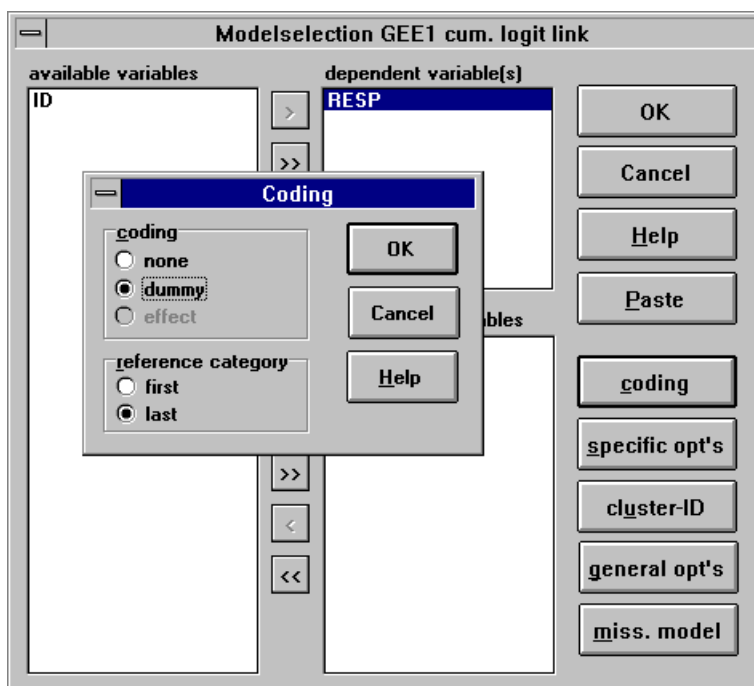 Modelselection GEE1 cum. logit link
available variables
dependent variable(s)
ID
RESP
>
>>
OK
Cancel
Help
Paste
Coding
coding
none
dummy
effect
reference category
first
last
OK
Cancel
Help
>>
<
<<
coding
specific opt's
cluster-ID
general opt's
miss. model